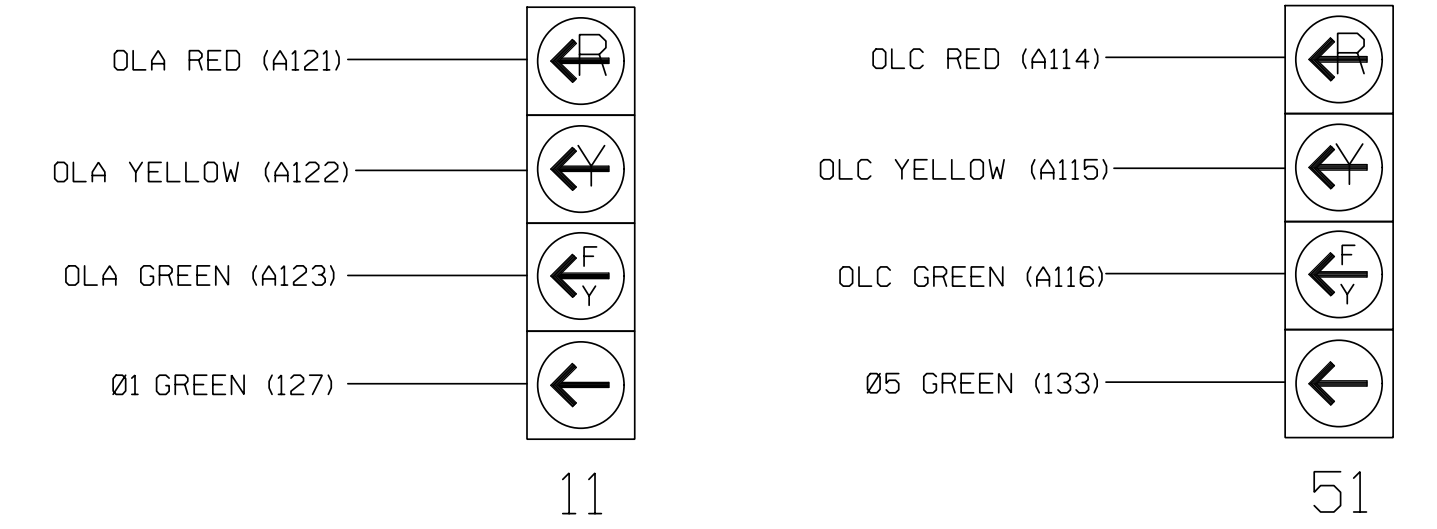 OLA RED (A121)
R
OLA YELLOW (A122)
Y
OLA GREEN (A123)
F
Y
Ø1 GREEN (127)
11
OLC RED (A114)
R
OLC YELLOW (A115)
Y
OLC GREEN (A116)
F
Y
Ø5 GREEN (133)
51